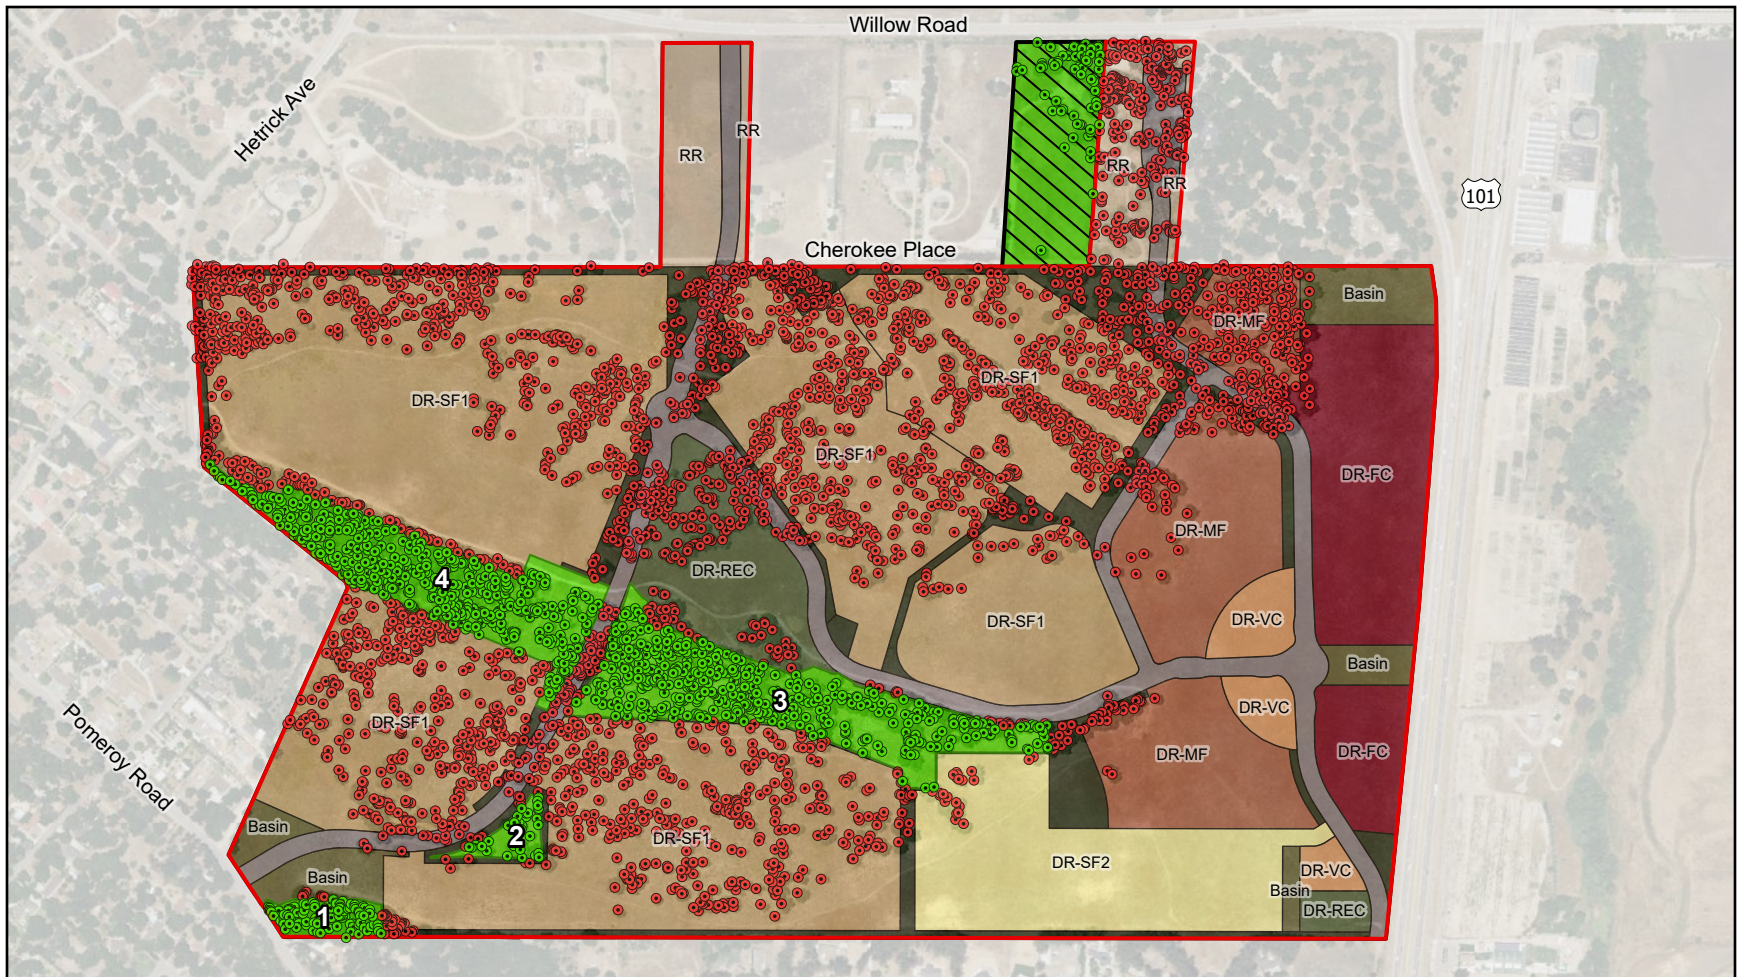 Willow Road
Hetrick Ave
RR
RR
RR
RR
101
Cherokee Place
Basin
DR-MF
DR-SF1
DR-SF1
DR-SF1
DR-FC
DR-MF
DR-REC
4
DR-SF1
DR-VC
Basin
3
DR-VC
DR-SF1
Pomeroy Road
DR-MF
DR-FC
Basin
2
DR-SF1
DR-SF2
DR-VC
Basin
Basin
DR-REC
1